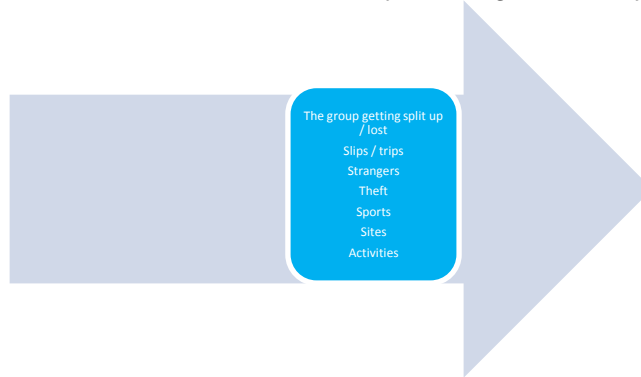 The group getting split up
/ lost
Slips / trips
Strangers
Theft
Sports
Sites
Activities